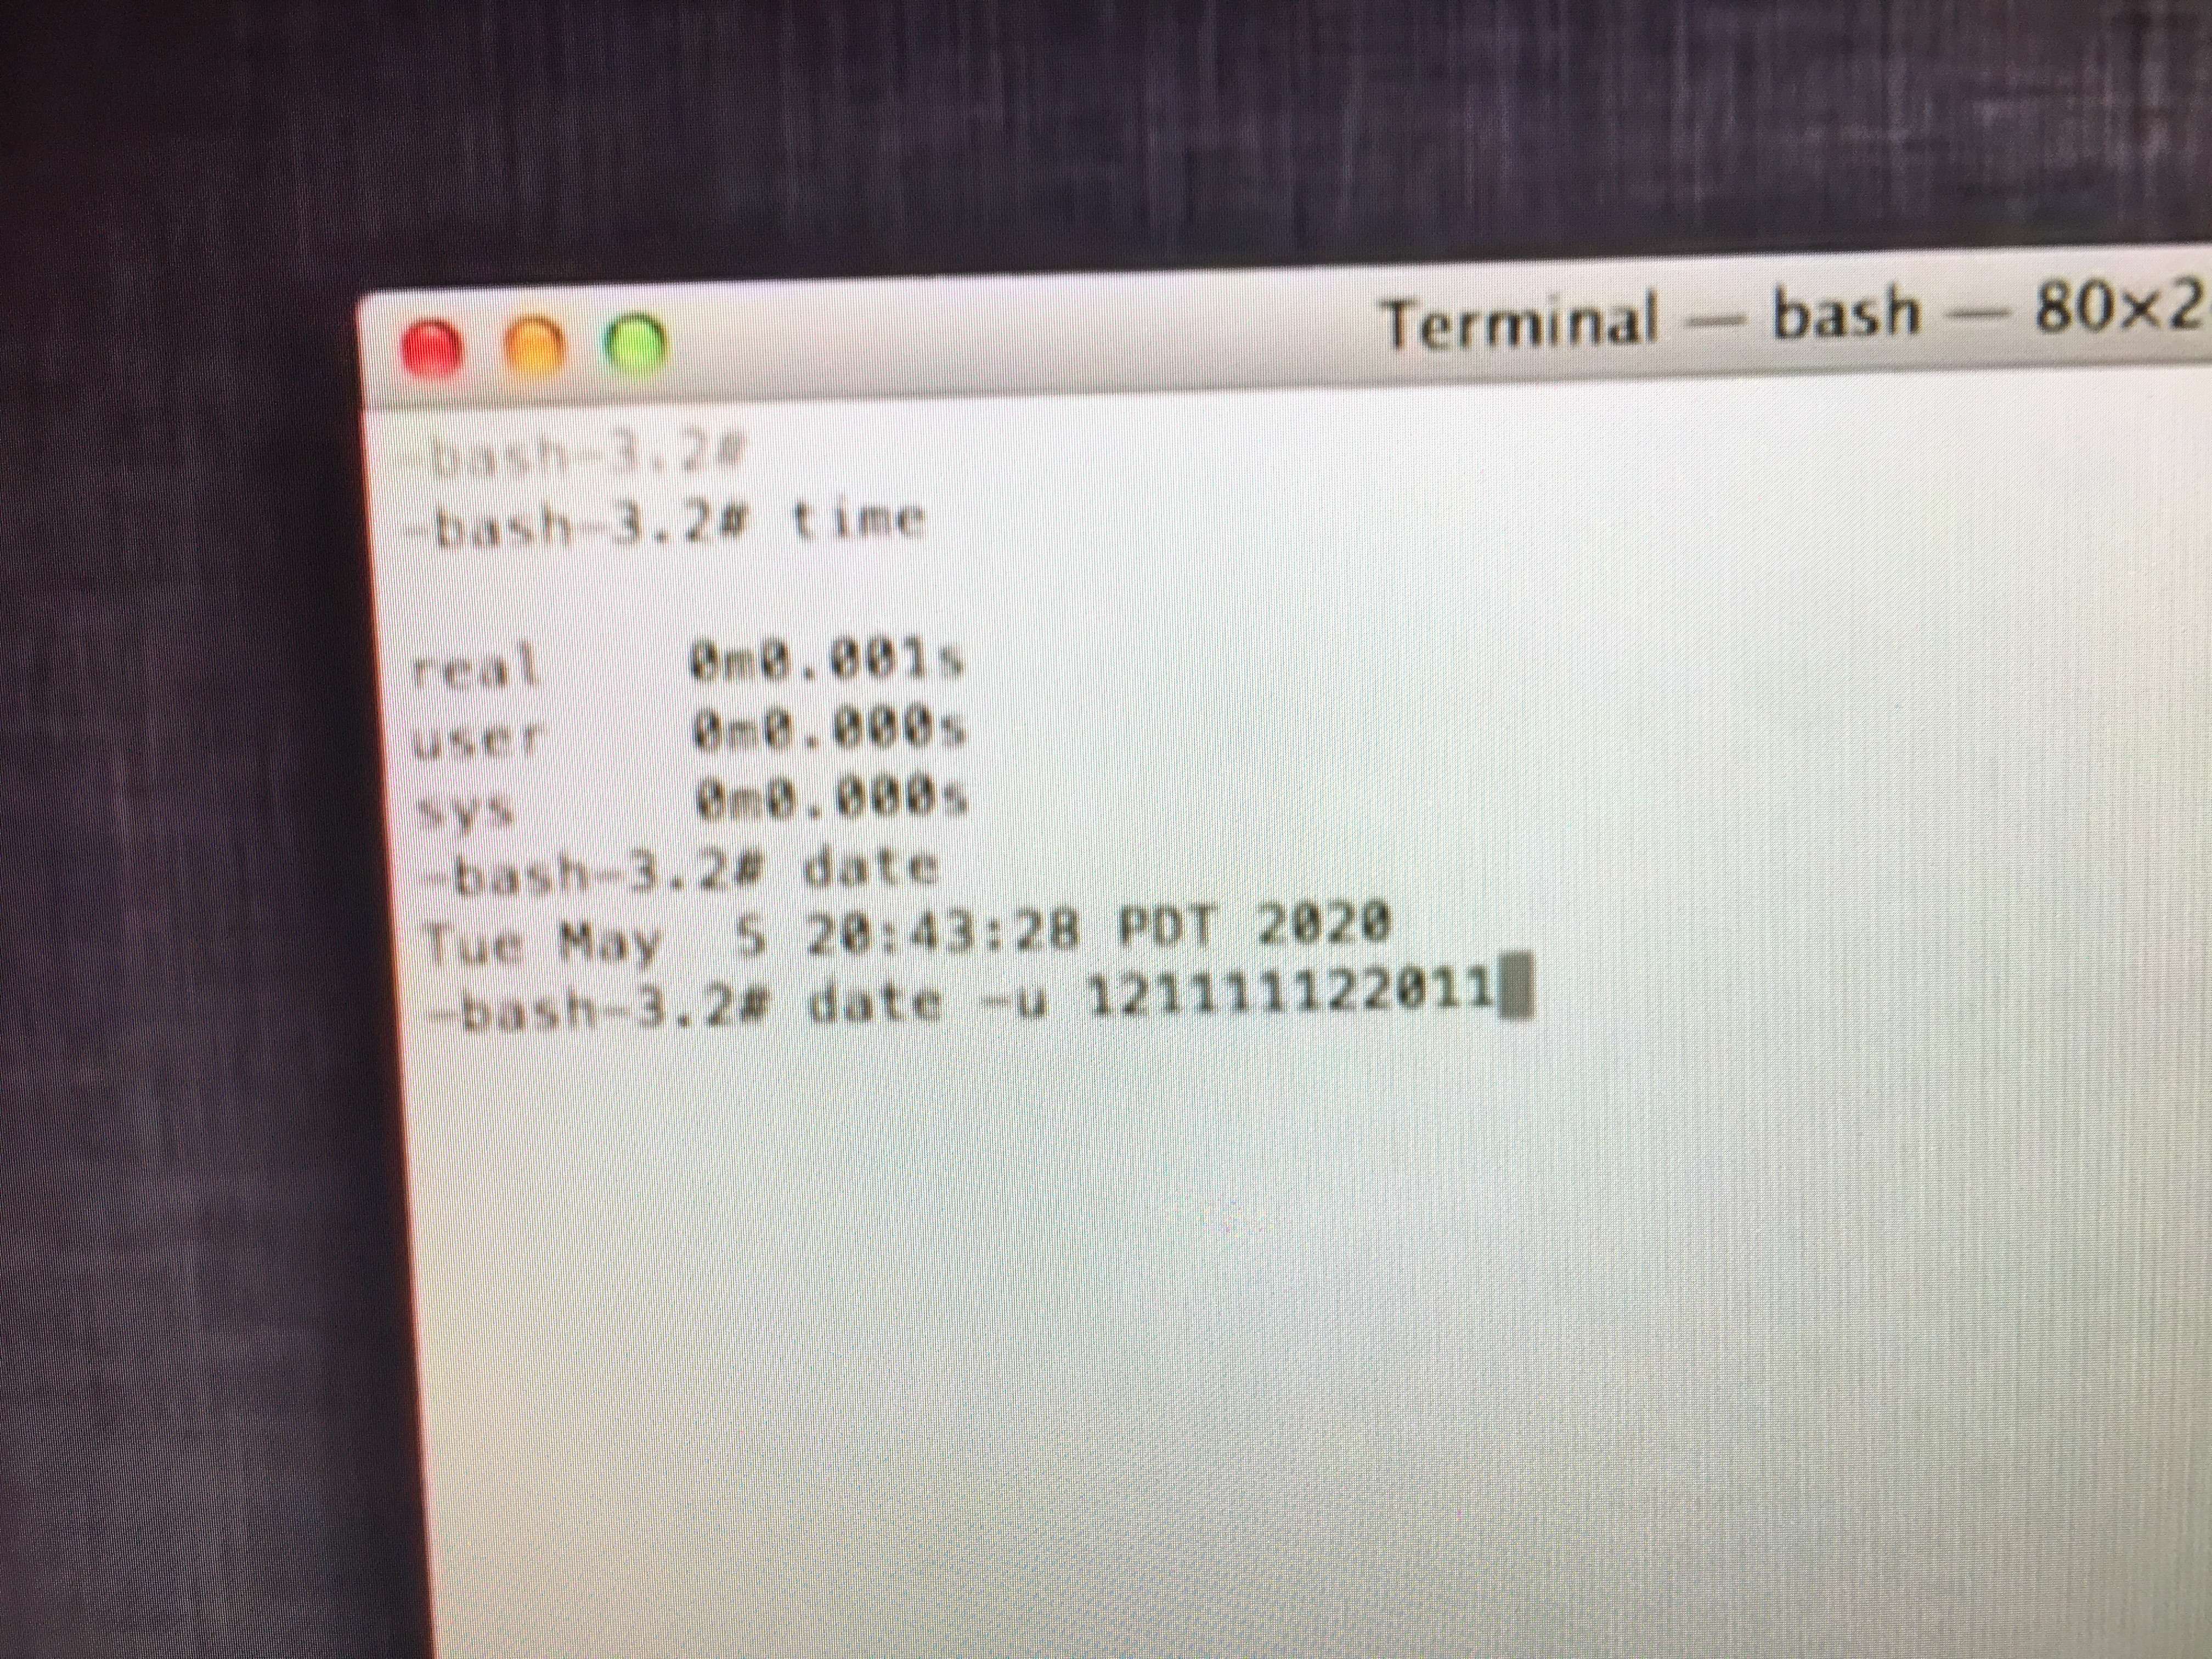 Terminal — bash — 80×2
-bash-3.2#
-bash-3.2# time
real 0m0.001s
user 0m0.000s
sys 0m0.000s
-bash-3.2# date
Tue May  5 20:43:28 PDT 2020
-bash-3.2# date -u 121111122011